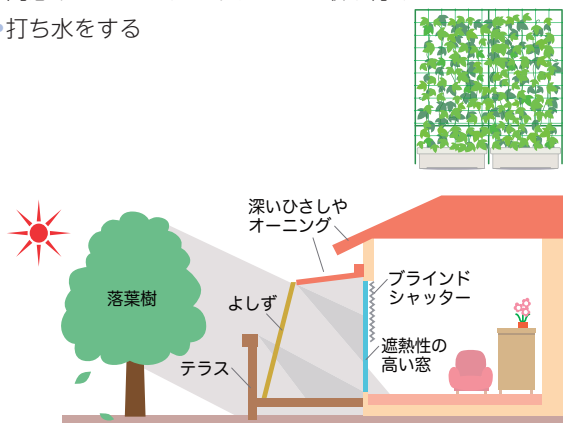 打ち水をする
深いひさしや
オーニング
ブラインド
シャッター
落葉樹
よしず
遮熱性の
高い窓
テラス